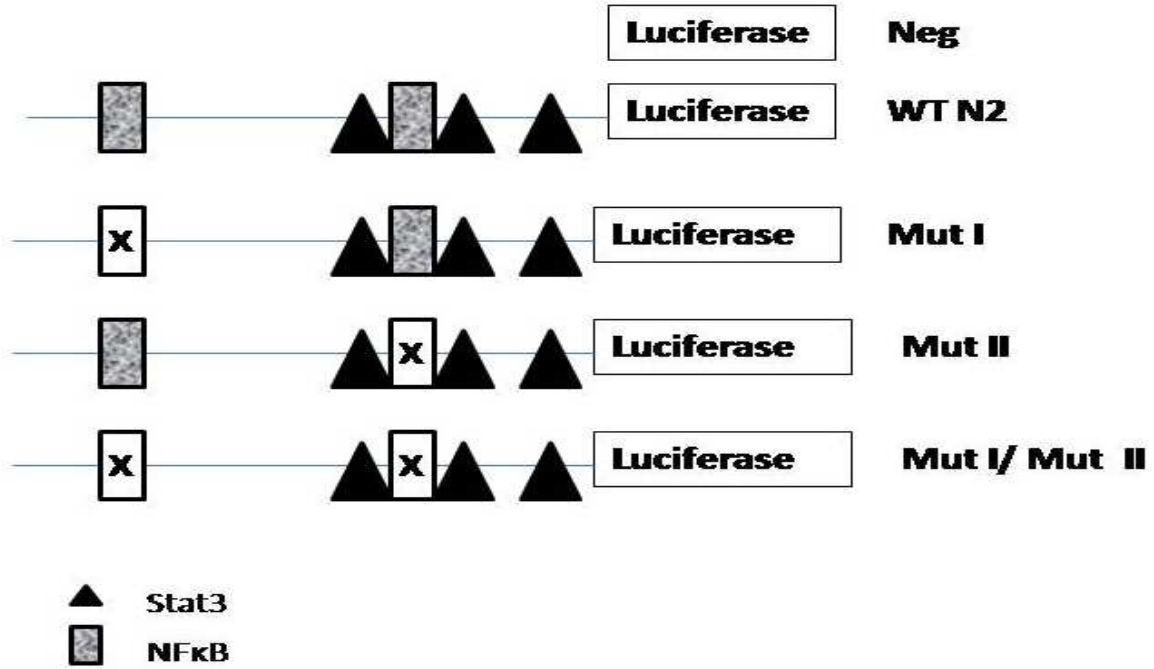 Luciferase Neg
Luciferase WT N2
X Luciferase Mut I
X Luciferase Mut II
X X Luciferase Mut I/ Mut II
Stat3
NFκB